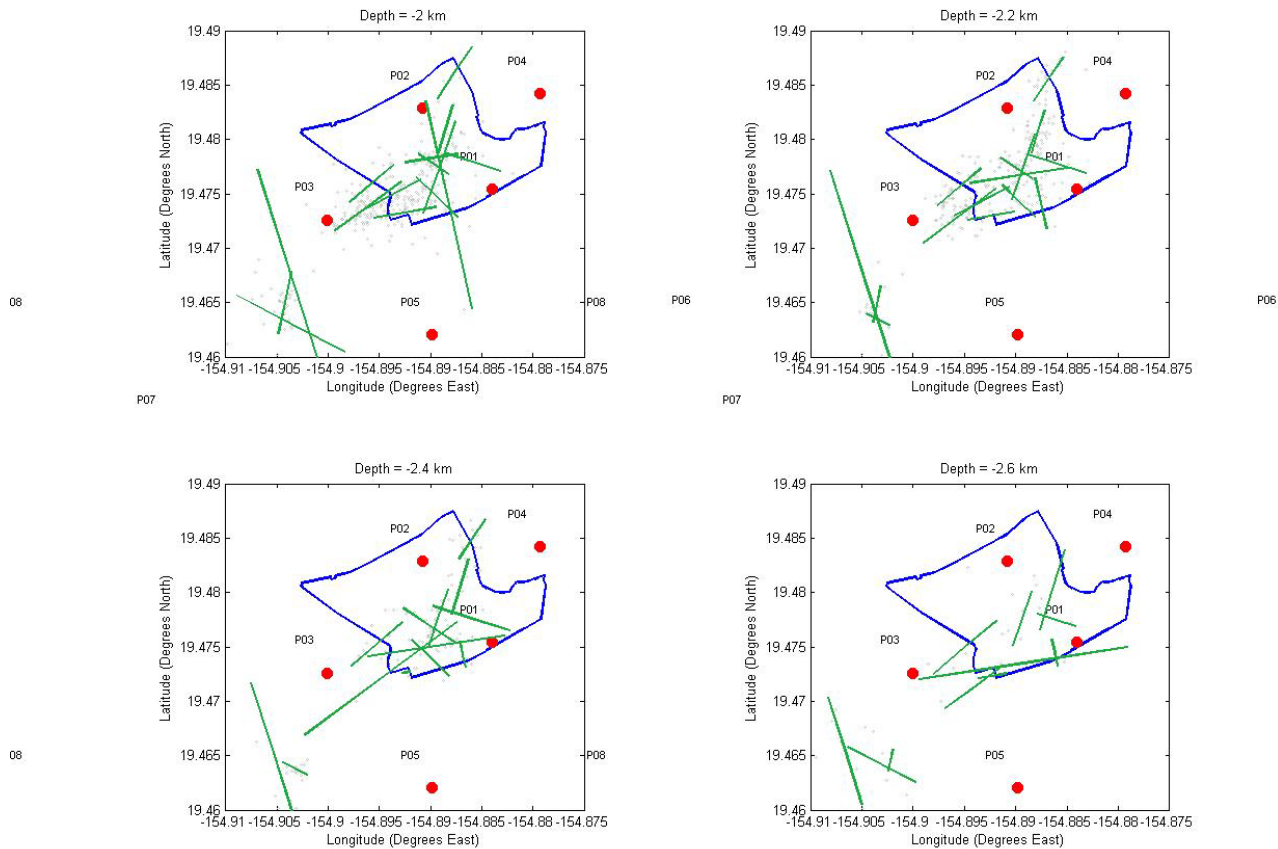 Depth = -2 km
19.49
19.485
19.48
19.475
19.47
19.465
19.46
Latitude (Degrees North)
P04
P02
P01
P03
P05
08
P08
-154.91 -154.905 -154.9 -154.895 -154.89 -154.885 -154.88 -154.875
Longitude (Degrees East)
P07
Depth = -2.2 km
19.49
19.485
19.48
19.475
19.47
19.465
19.46
Latitude (Degrees North)
P04
P02
P01
P03
P05
P06
P06
-154.91 -154.905 -154.9 -154.895 -154.89 -154.885 -154.88 -154.875
Longitude (Degrees East)
P07
Depth = -2.4 km
19.49
19.485
19.48
19.475
19.47
19.465
19.46
Latitude (Degrees North)
P04
P02
P01
P03
P05
08
P08
-154.91 -154.905 -154.9 -154.895 -154.89 -154.885 -154.88 -154.875
Longitude (Degrees East)
Depth = -2.6 km
19.49
19.485
19.48
19.475
19.47
19.465
19.46
Latitude (Degrees North)
P04
P02
P01
P03
P05
-154.91 -154.905 -154.9 -154.895 -154.89 -154.885 -154.88 -154.875
Longitude (Degrees East)